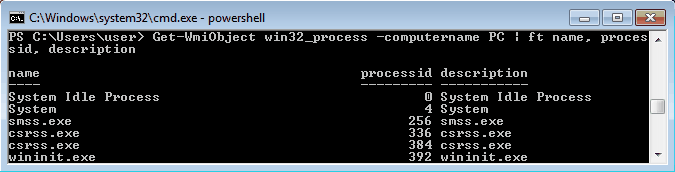 C:\Windows\system32\cmd.exe - powershell
PS C:\Users\user> Get-WmiObject win32_process -computername PC | ft name, proces
sid, description
name processid description
---- --------- -----------
System Idle Process 0 System Idle Process
System 4 System
smss.exe 256 smss.exe
csrss.exe 336 csrss.exe
csrss.exe 384 csrss.exe
wininit.exe 392 wininit.exe